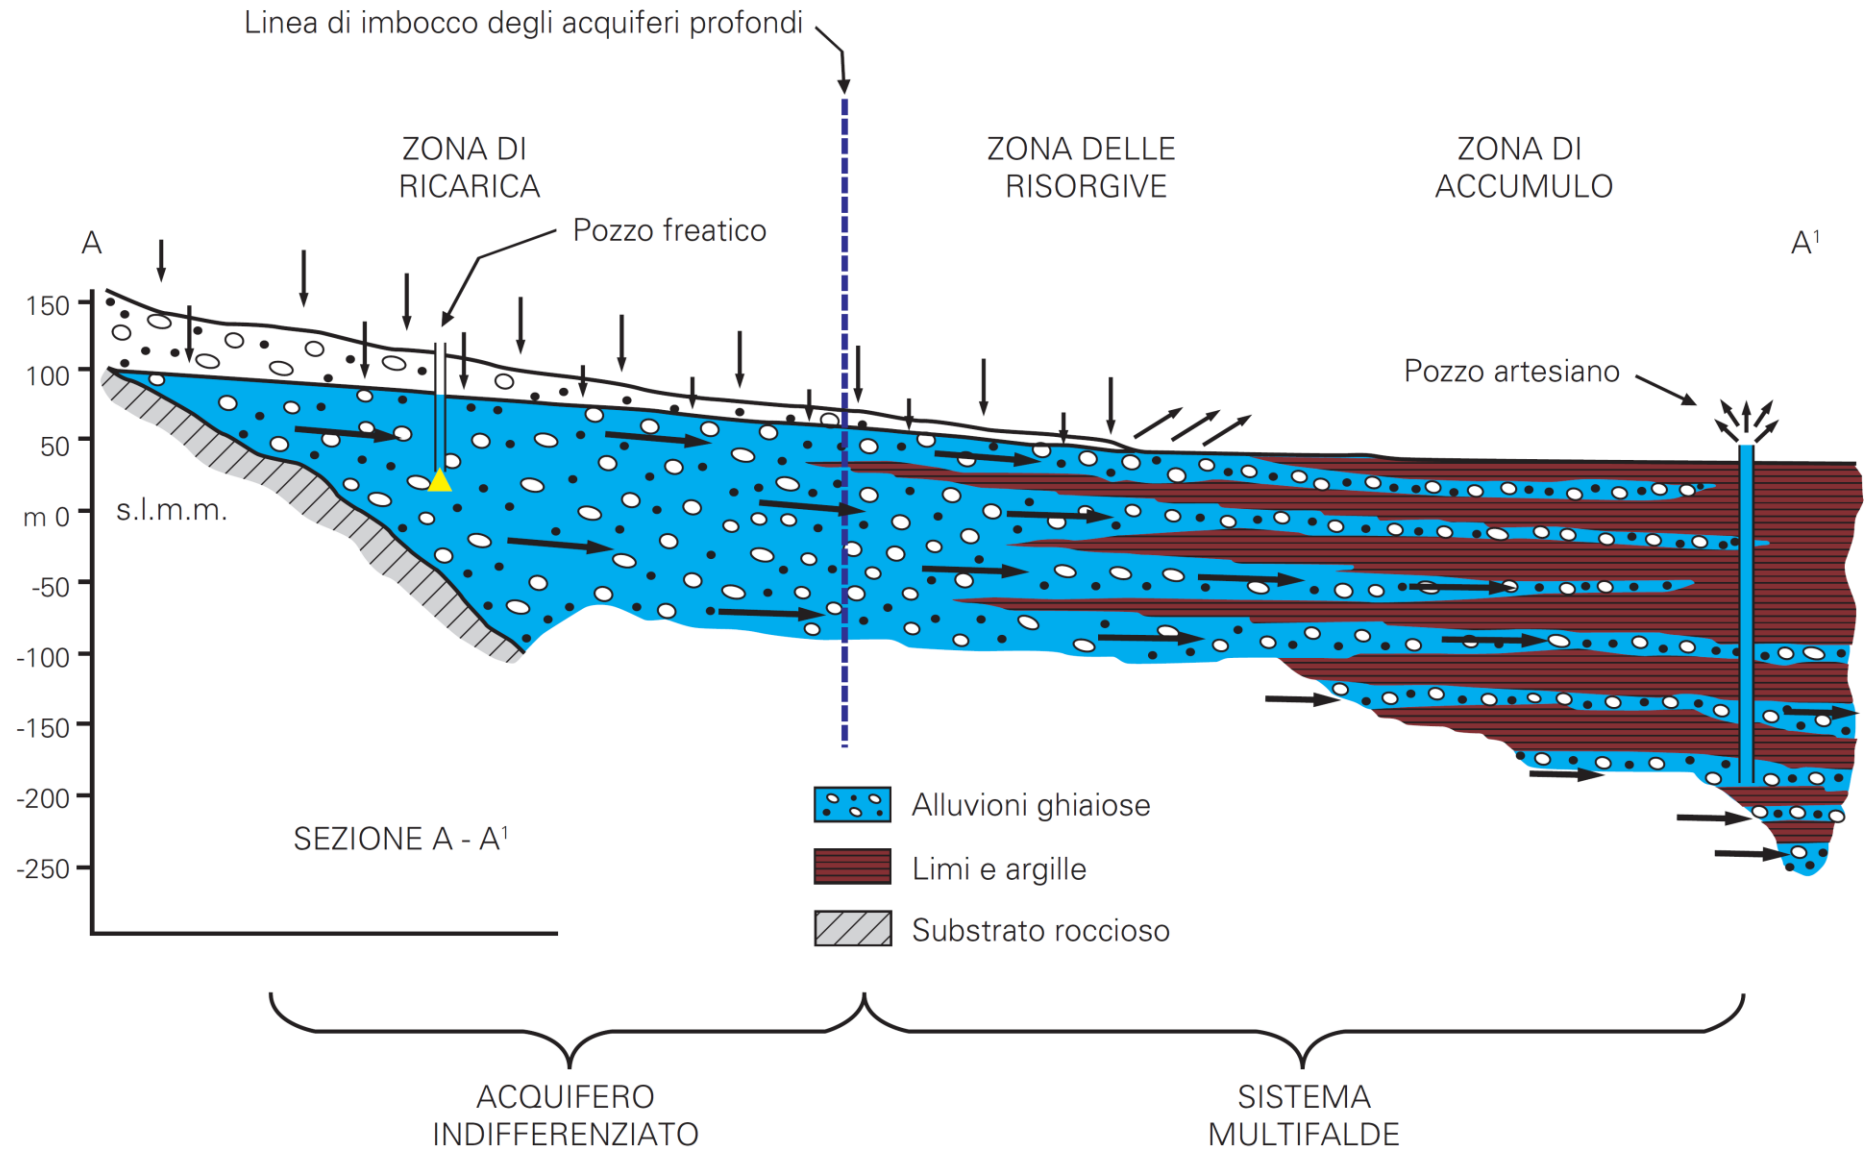 Linea di imbocco degli acquiferi profondi
ZONA DI
RICARICA
ZONA DELLE
RISORGIVE
ZONA DI
ACCUMULO
A
Pozzo freatico
A¹
150
100
50
m 0
-50
-100
-150
-200
-250
s.l.m.m.
Pozzo artesiano
SEZIONE A - A¹
Alluvioni ghiaiose
Limi e argille
Substrato roccioso
ACQUIFERO
INDIFFERENZIATO
SISTEMA
MULTIFALDE